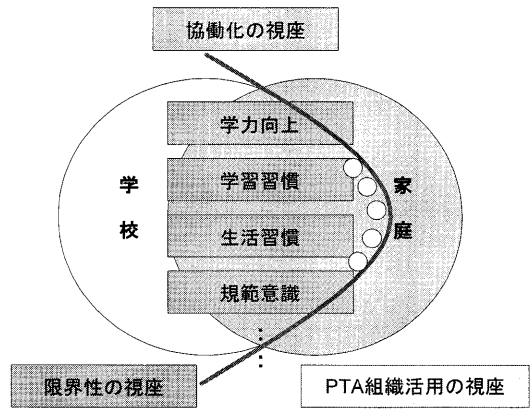 協働化の視座
学力向上
学習習慣
生活習慣
規範意識
学校
家庭
限界性の視座
PTA組織活用の視座